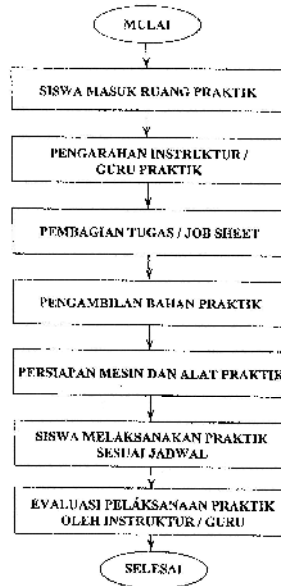 MULAI
SISWA MASUK RUANG PRAKTIK
PENGARAHAN INSTRUKTUR /
GURU PRAKTIK
PEMBAGIAN TUGAS / JOB SHEET
PENGAMBILAN BAHAN PRAKTIK
PERSIAPAN MESIN DAN ALAT PRAKTIK
SISWA MELAKSANAKAN PRAKTIK
SESUAI JADWAL
EVALUASI PELAKSANAAN PRAKTIK
OLEH INSTRUKTUR / GURU
SELESAI